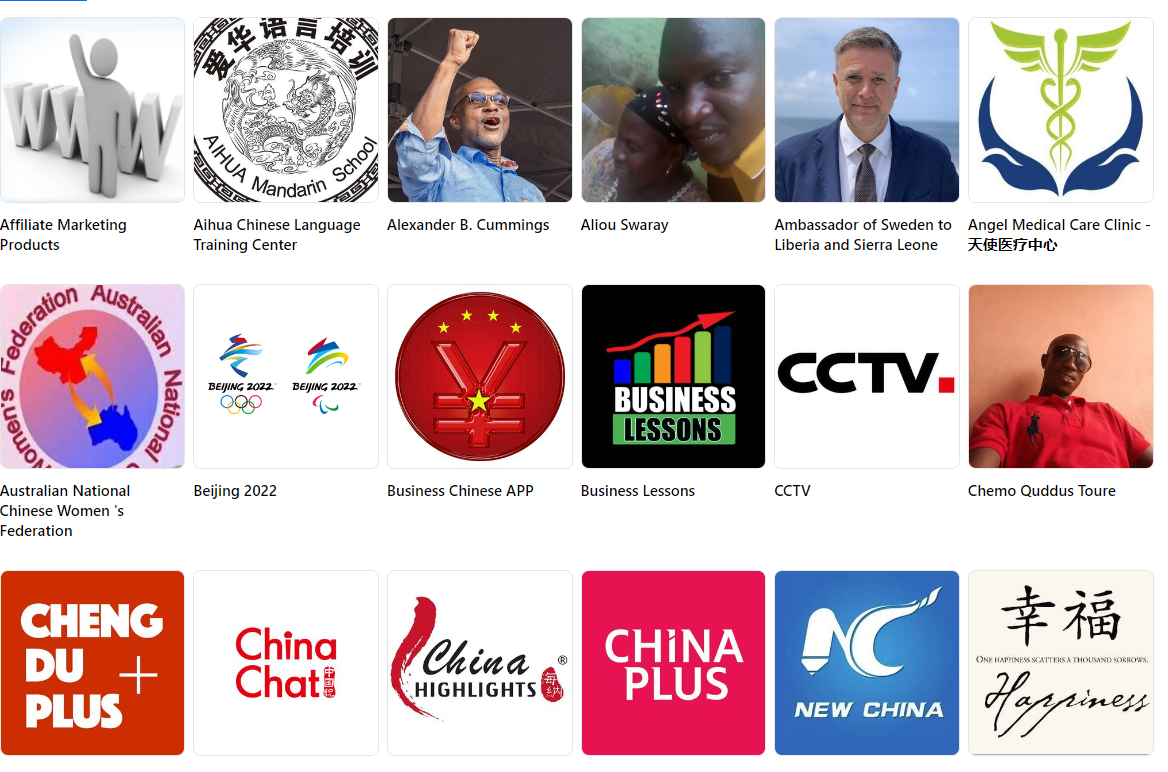 WWW
爱华语言培训
AIHUA Mandarin School
Affiliate Marketing
Products
Aihua Chinese Language
Training Center
Alexander B. Cummings
Aliou Swaray
Ambassador of Sweden to
Liberia and Sierra Leone
Angel Medical Care Clinic -
天使医疗中心
Women's Federation Australian National C
BEIJING 2022
BEIJING 2022
BUSINESS
LESSONS
CCTV.
Australian National
Chinese Women 's
Federation
Beijing 2022
Business Chinese APP
Business Lessons
CCTV
Chemo Quddus Toure
CHENG
DU
PLUS
China
Chat
中国记
China
HIGHLIGHTS
®
海纳
CHINA
PLUS
NC
NEW CHINA
幸福
ONE HAPPINESS SCATTERS A THOUSAND SORROWS.
Happiness